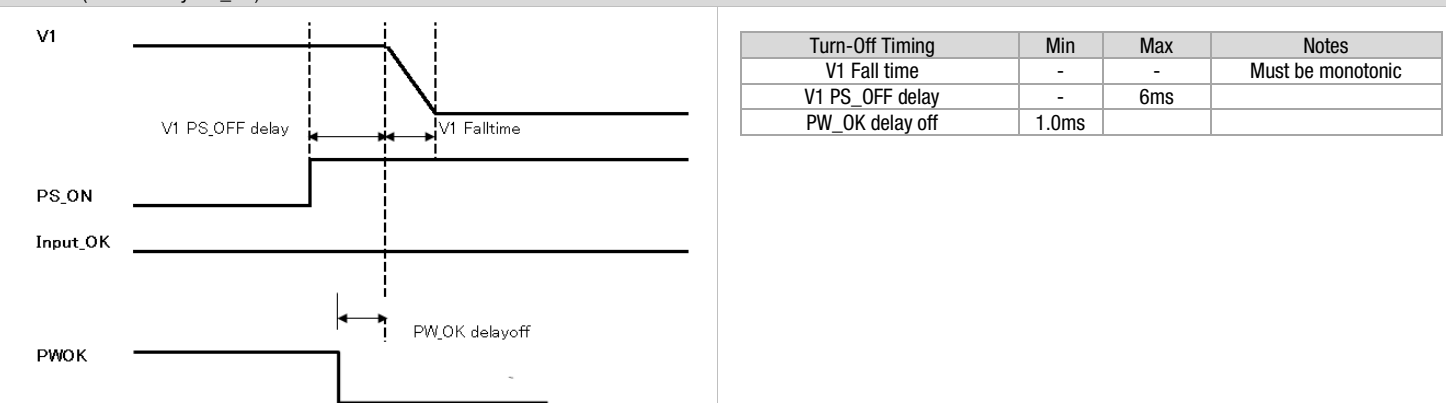 V1
V1 PS_OFF delay
V1 Falltime
PS_ON
Input_OK
PW_OK delayoff
PWOK
Turn-Off Timing Min Max Notes
V1 Fall time - - Must be monotonic
V1 PS_OFF delay - 6ms
PW_OK delay off 1.0ms